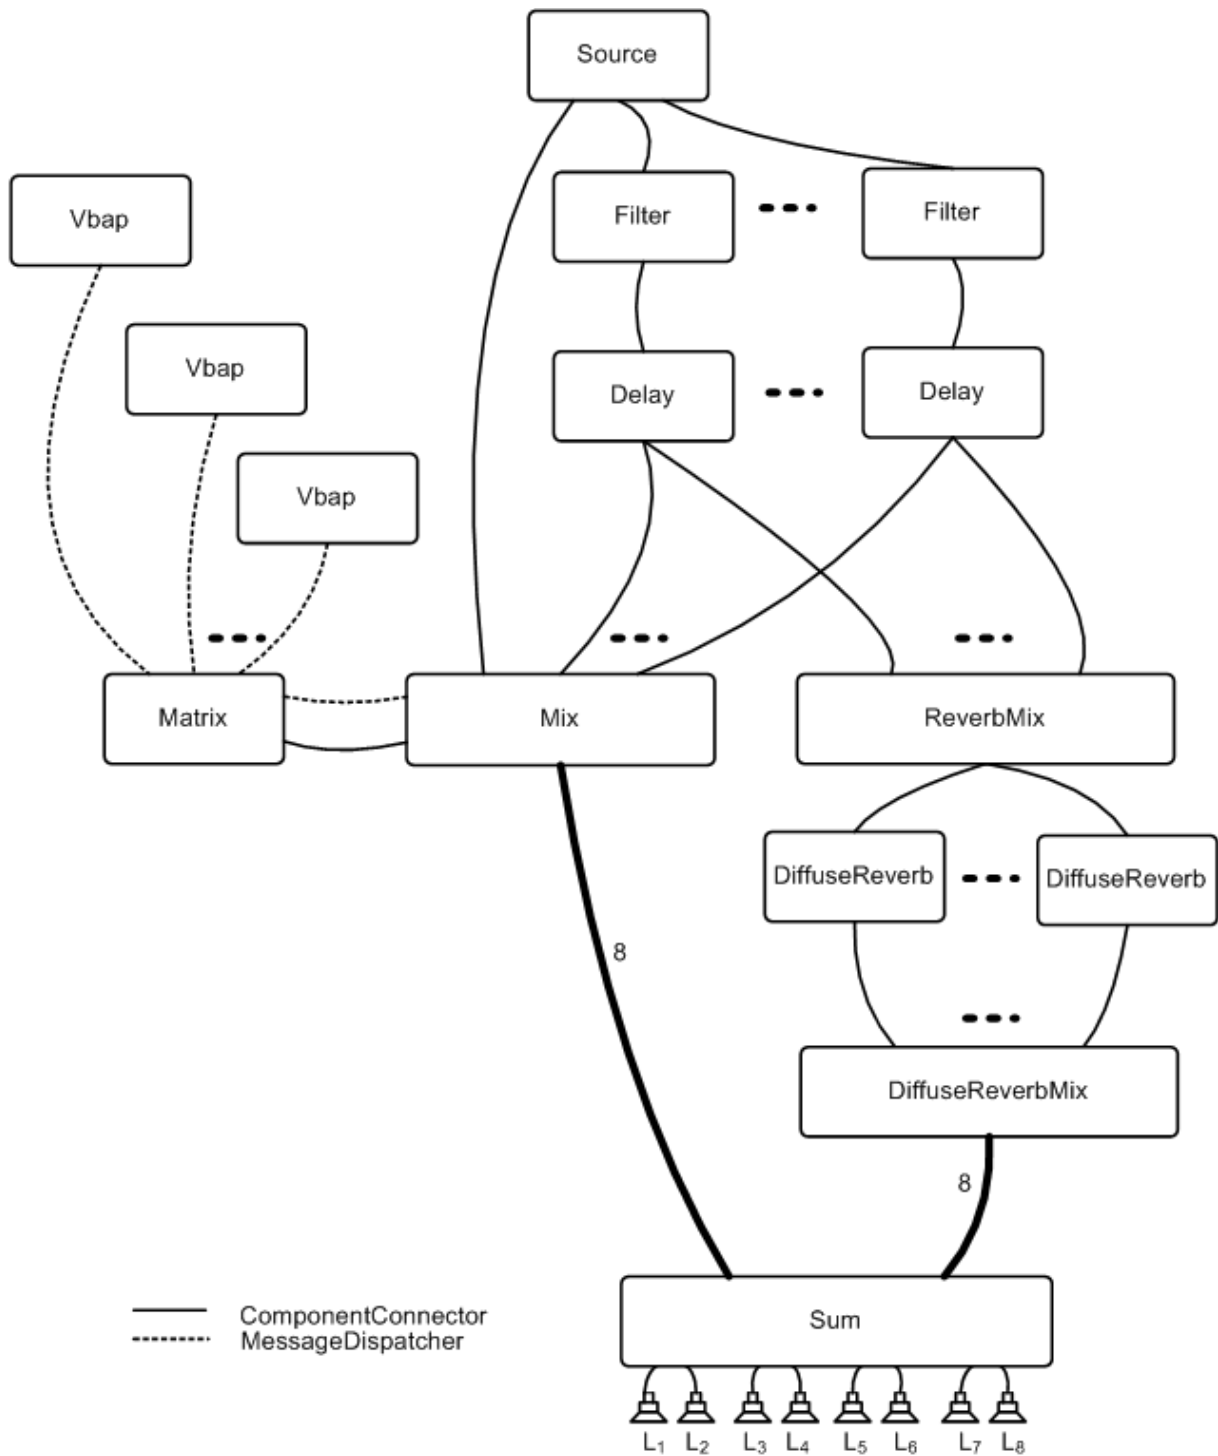 Source
Vbap
Filter
Filter
Vbap
Delay
Delay
Vbap
Matrix
Mix
ReverbMix
DiffuseReverb
DiffuseReverb
8
DiffuseReverbMix
8
Sum
ComponentConnector
MessageDispatcher
L1 L2 L3 L4 L5 L6 L7 L8